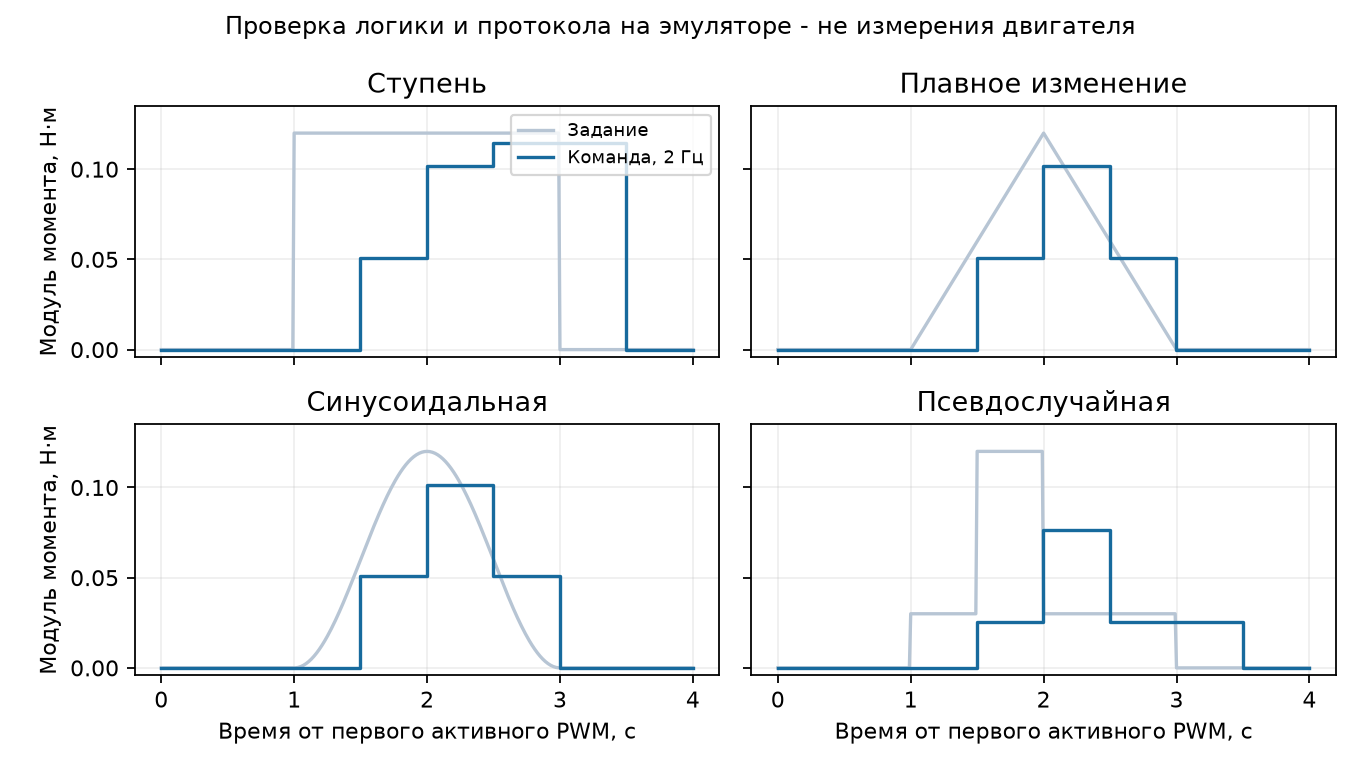 Проверка логики и протокола на эмуляторе - не измерения двигателя
Ступень
Плавное изменение
Модуль момента, Н·м
0.10
0.05
0.00
Задание
Команда, 2 Гц
Синусоидальная
Псевдослучайная
Модуль момента, Н·м
0.10
0.05
0.00
0 1 2 3 4
0 1 2 3 4
Время от первого активного PWM, с
Время от первого активного PWM, с